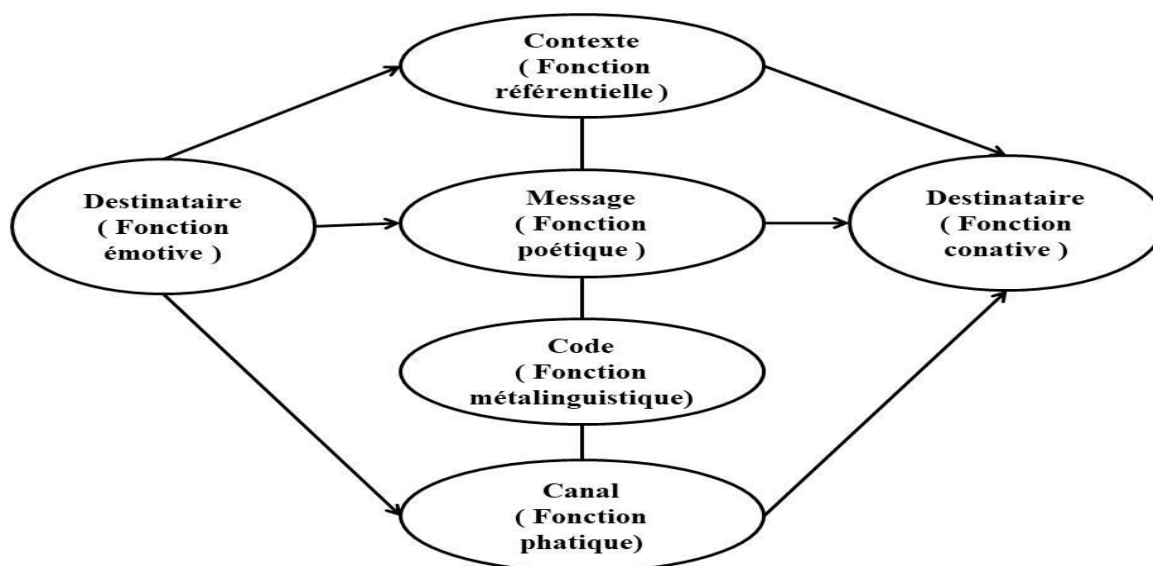 Contexte
( Fonction
référentielle )
Destinataire
( Fonction
émotive )
Message
( Fonction
poétique )
Destinataire
( Fonction
conative )
Code
( Fonction
métalinguistique)
Canal
( Fonction
phatique)